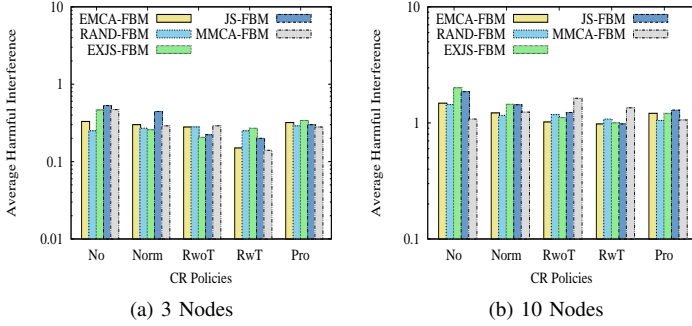 10
1
0.1
0.01
Average Harmful Interference
EMCA-FBM
RAND-FBM
EXJS-FBM
JS-FBM
MMCA-FBM
No Norm RwoT RwT Pro
CR Policies
(a) 3 Nodes
10
1
0.1
Average Harmful Interference
EMCA-FBM
RAND-FBM
EXJS-FBM
JS-FBM
MMCA-FBM
No Norm RwoT RwT Pro
CR Policies
(b) 10 Nodes